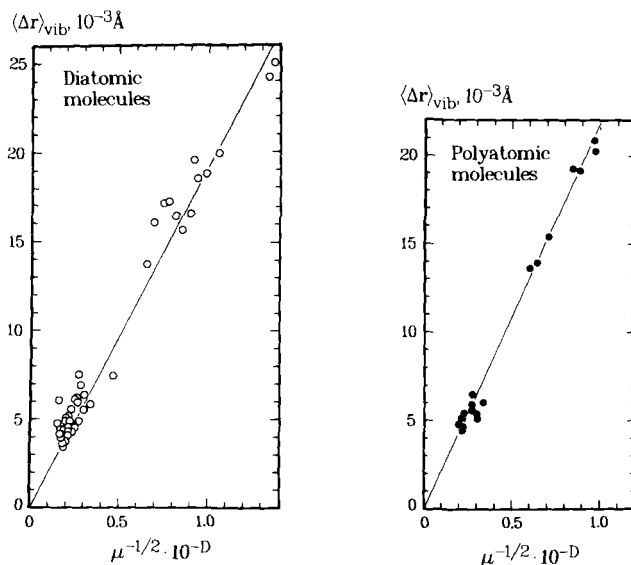 ⟨Δr⟩vib, 10⁻³Å
Diatomic
molecules
25
20
15
10
5
0
0 0.5 1.0
μ⁻¹/² · 10⁻ᴰ
⟨Δr⟩vib, 10⁻³Å
Polyatomic
molecules
20
15
10
5
0
0 0.5 1.0
μ⁻¹/² · 10⁻ᴰ